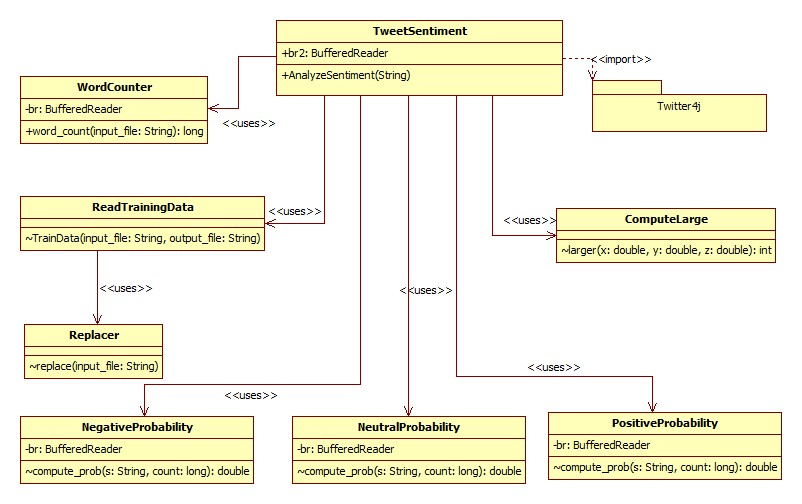 TweetSentiment
+br2: BufferedReader
+AnalyzeSentiment(String)
<<import>>
Twitter4j
WordCounter
-br: BufferedReader
+word_count(input_file: String): long
<<uses>>
ReadTrainingData
~TrainData(input_file: String, output_file: String)
<<uses>>
<<uses>>
ComputeLarge
~larger(x: double, y: double, z: double): int
<<uses>>
<<uses>>
Replacer
~replace(input_file: String)
<<uses>>
<<uses>>
NegativeProbability
-br: BufferedReader
~compute_prob(s: String, count: long): double
NeutralProbability
-br: BufferedReader
~compute_prob(s: String, count: long): double
PositiveProbability
-br: BufferedReader
~compute_prob(s: String, count: long): double